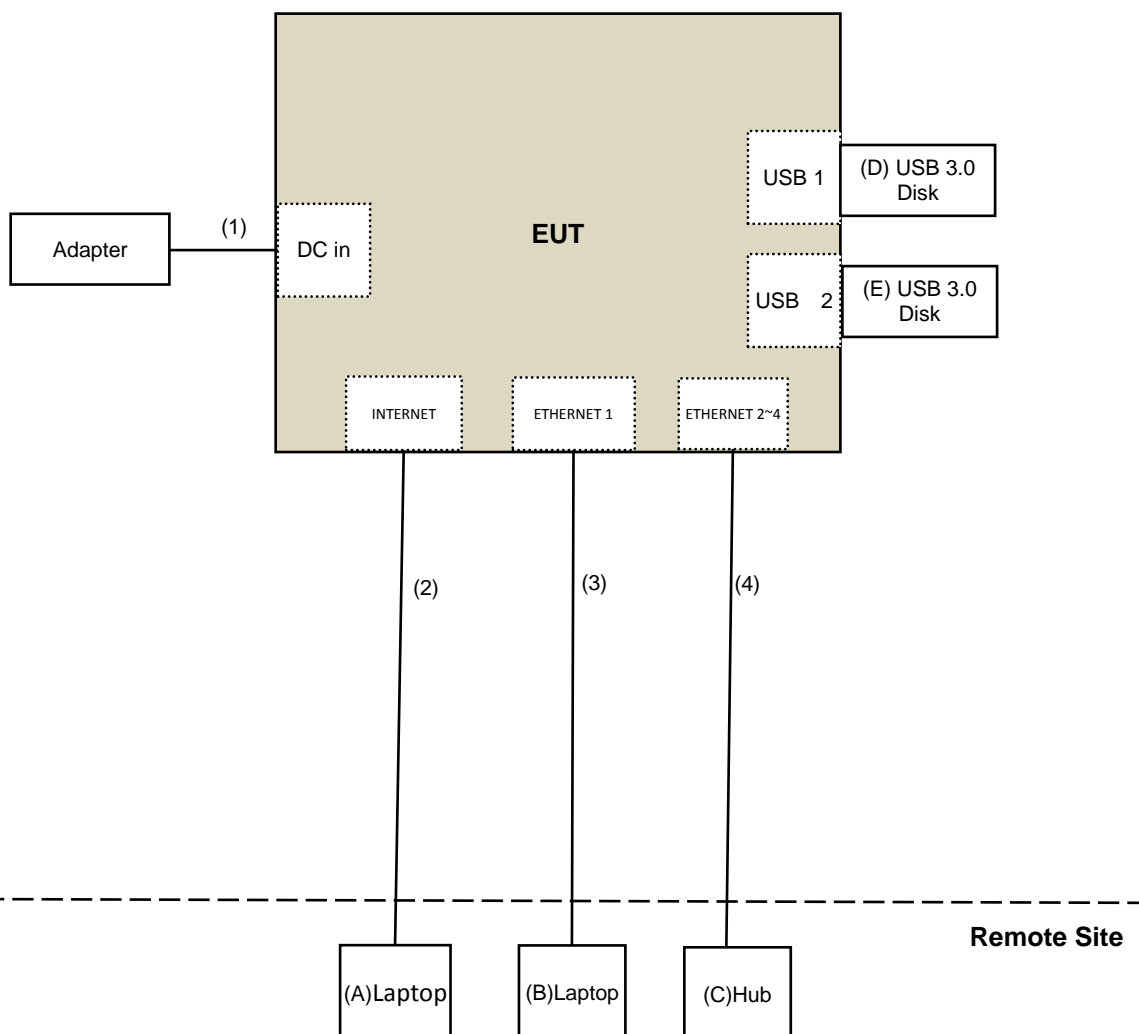 USB 1
(D) USB 3.0
Disk
(1)
Adapter
DC in
EUT
USB 2
(E) USB 3.0
Disk
INTERNET
ETHERNET 1
ETHERNET 2~4
(2)
(3)
(4)
Remote Site
(A)Laptop
(B)Laptop
(C)Hub